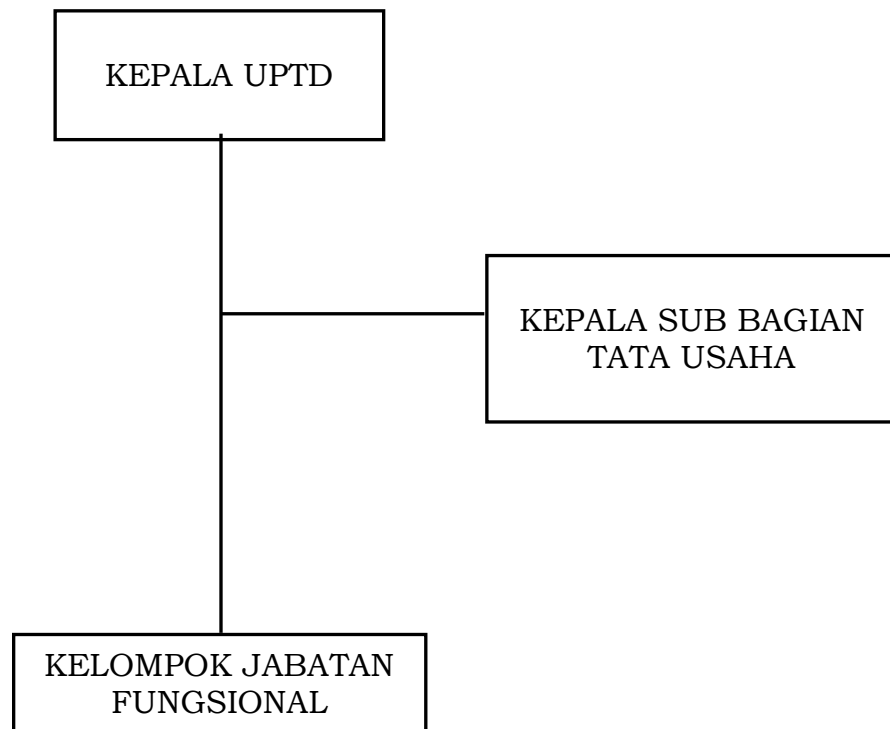 KEPALA UPTD
KEPALA SUB BAGIAN
TATA USAHA
KELOMPOK JABATAN
FUNGSIONAL